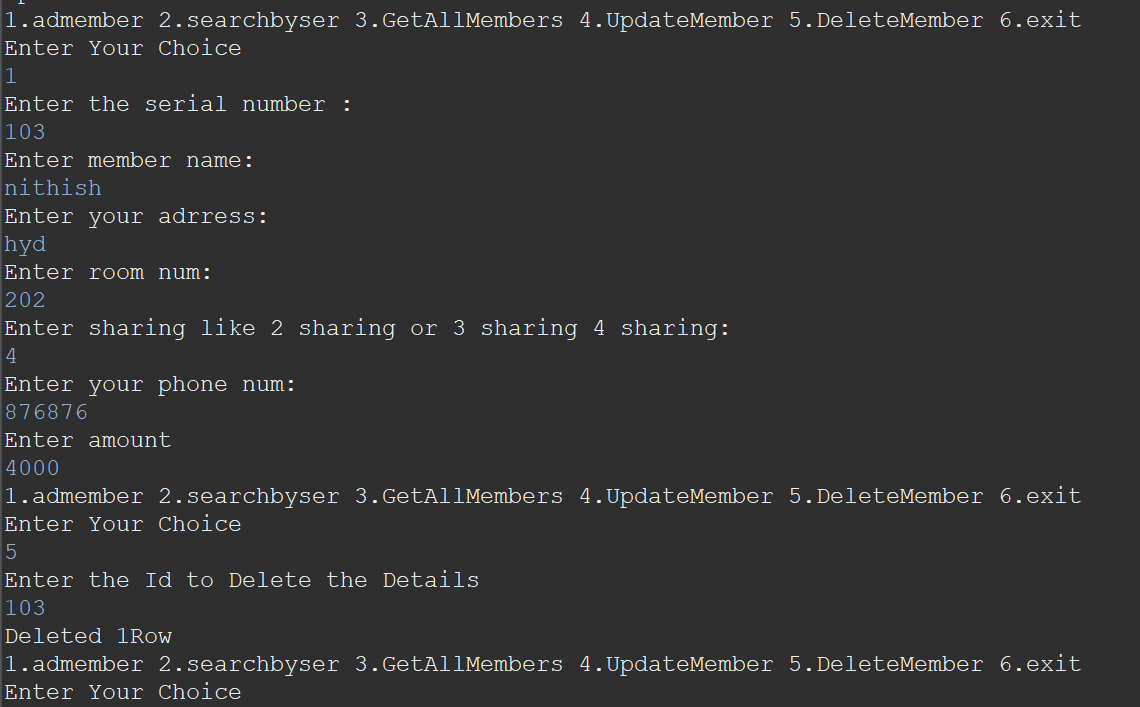 1.admember 2.searchbyser 3.GetAllMembers 4.UpdateMember 5.DeleteMember 6.exit
Enter Your Choice
1
Enter the serial number :
103
Enter member name:
nithish
Enter your adrress:
hyd
Enter room num:
202
Enter sharing like 2 sharing or 3 sharing 4 sharing:
4
Enter your phone num:
876876
Enter amount
4000
1.admember 2.searchbyser 3.GetAllMembers 4.UpdateMember 5.DeleteMember 6.exit
Enter Your Choice
5
Enter the Id to Delete the Details
103
Deleted 1Row
1.admember 2.searchbyser 3.GetAllMembers 4.UpdateMember 5.DeleteMember 6.exit
Enter Your Choice